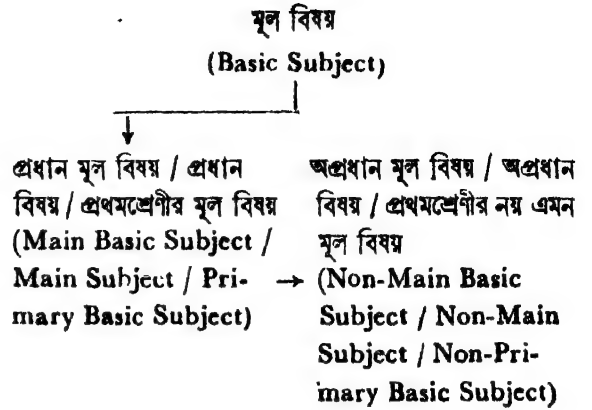 মূল বিষয়
(Basic Subject)
প্রধান মূল বিষয় / প্রধান
বিষয় / প্রথমশ্রেণীর মূল বিষয়
(Main Basic Subject /
Main Subject / Pri-
mary Basic Subject)
অপ্রধান মূল বিষয় / অপ্রধান
বিষয় / প্রথমশ্রেণীর নয় এমন
মূল বিষয়
(Non-Main Basic
Subject / Non-Main
Subject / Non-Pri-
mary Basic Subject)